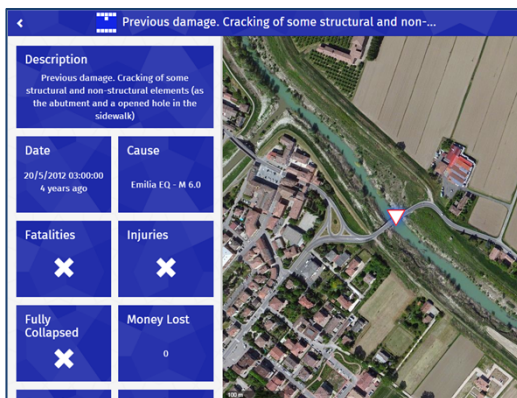 Previous damage. Cracking of some structural and non-...
Description
Previous damage. Cracking of some
structural and non-structural elements (as
the abutment and a opened hole in the
sidewalk)
Date
20/5/2012 03:00:00
4 years ago
Cause
Emilia EQ - M 6.0
Fatalities
Injuries
Fully
Collapsed
Money Lost
0
100 m